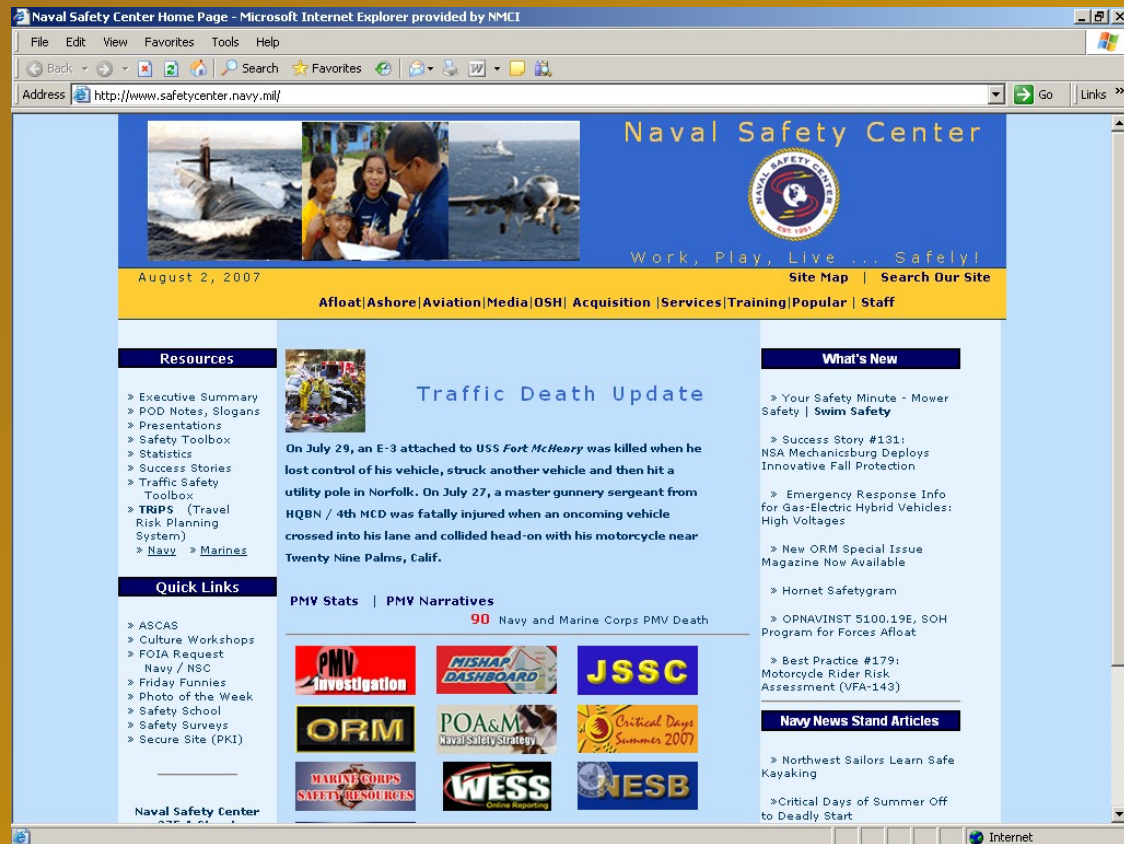 Naval Safety Center Home Page - Microsoft Internet Explorer provided by NMCI
File Edit View Favorites Tools Help
Back Search Favorites
Address http://www.safetycenter.navy.mil/ Go Links »
Naval Safety Center
NAVAL SAFETY CENTER
EST. 1951
Work, Play, Live ... Safely!
August 2, 2007
Site Map | Search Our Site
Afloat|Ashore|Aviation|Media|OSH| Acquisition |Services|Training|Popular | Staff
Resources
» Executive Summary
» POD Notes, Slogans
» Presentations
» Safety Toolbox
» Statistics
» Success Stories
» Traffic Safety
Toolbox
» TRiPS (Travel
Risk Planning
System)
» Navy » Marines
Quick Links
» ASCAS
» Culture Workshops
» FOIA Request
Navy / NSC
» Friday Funnies
» Photo of the Week
» Safety School
» Safety Surveys
» Secure Site (PKI)
Naval Safety Center
Traffic Death Update
On July 29, an E-3 attached to USS Fort McHenry was killed when he
lost control of his vehicle, struck another vehicle and then hit a
utility pole in Norfolk. On July 27, a master gunnery sergeant from
HQBN / 4th MCD was fatally injured when an oncoming vehicle
crossed into his lane and collided head-on with his motorcycle near
Twenty Nine Palms, Calif.
PMV Stats | PMV Narratives
90 Navy and Marine Corps PMV Death
PMV
Investigation
MISHAP
DASHBOARD
JSSC
ORM
POA&M
Naval Safety Strategy
Critical Days
Summer 2007
MARINE CORPS
SAFETY RESOURCES
WESS
Online Reporting
NESB
What's New
» Your Safety Minute - Mower
Safety | Swim Safety
» Success Story #131:
NSA Mechanicsburg Deploys
Innovative Fall Protection
» Emergency Response Info
for Gas-Electric Hybrid Vehicles:
High Voltages
» New ORM Special Issue
Magazine Now Available
» Hornet Safetygram
» OPNAVINST 5100.19E, SOH
Program for Forces Afloat
» Best Practice #179:
Motorcycle Rider Risk
Assessment (VFA-143)
Navy News Stand Articles
» Northwest Sailors Learn Safe
Kayaking
»Critical Days of Summer Off
to Deadly Start
Internet